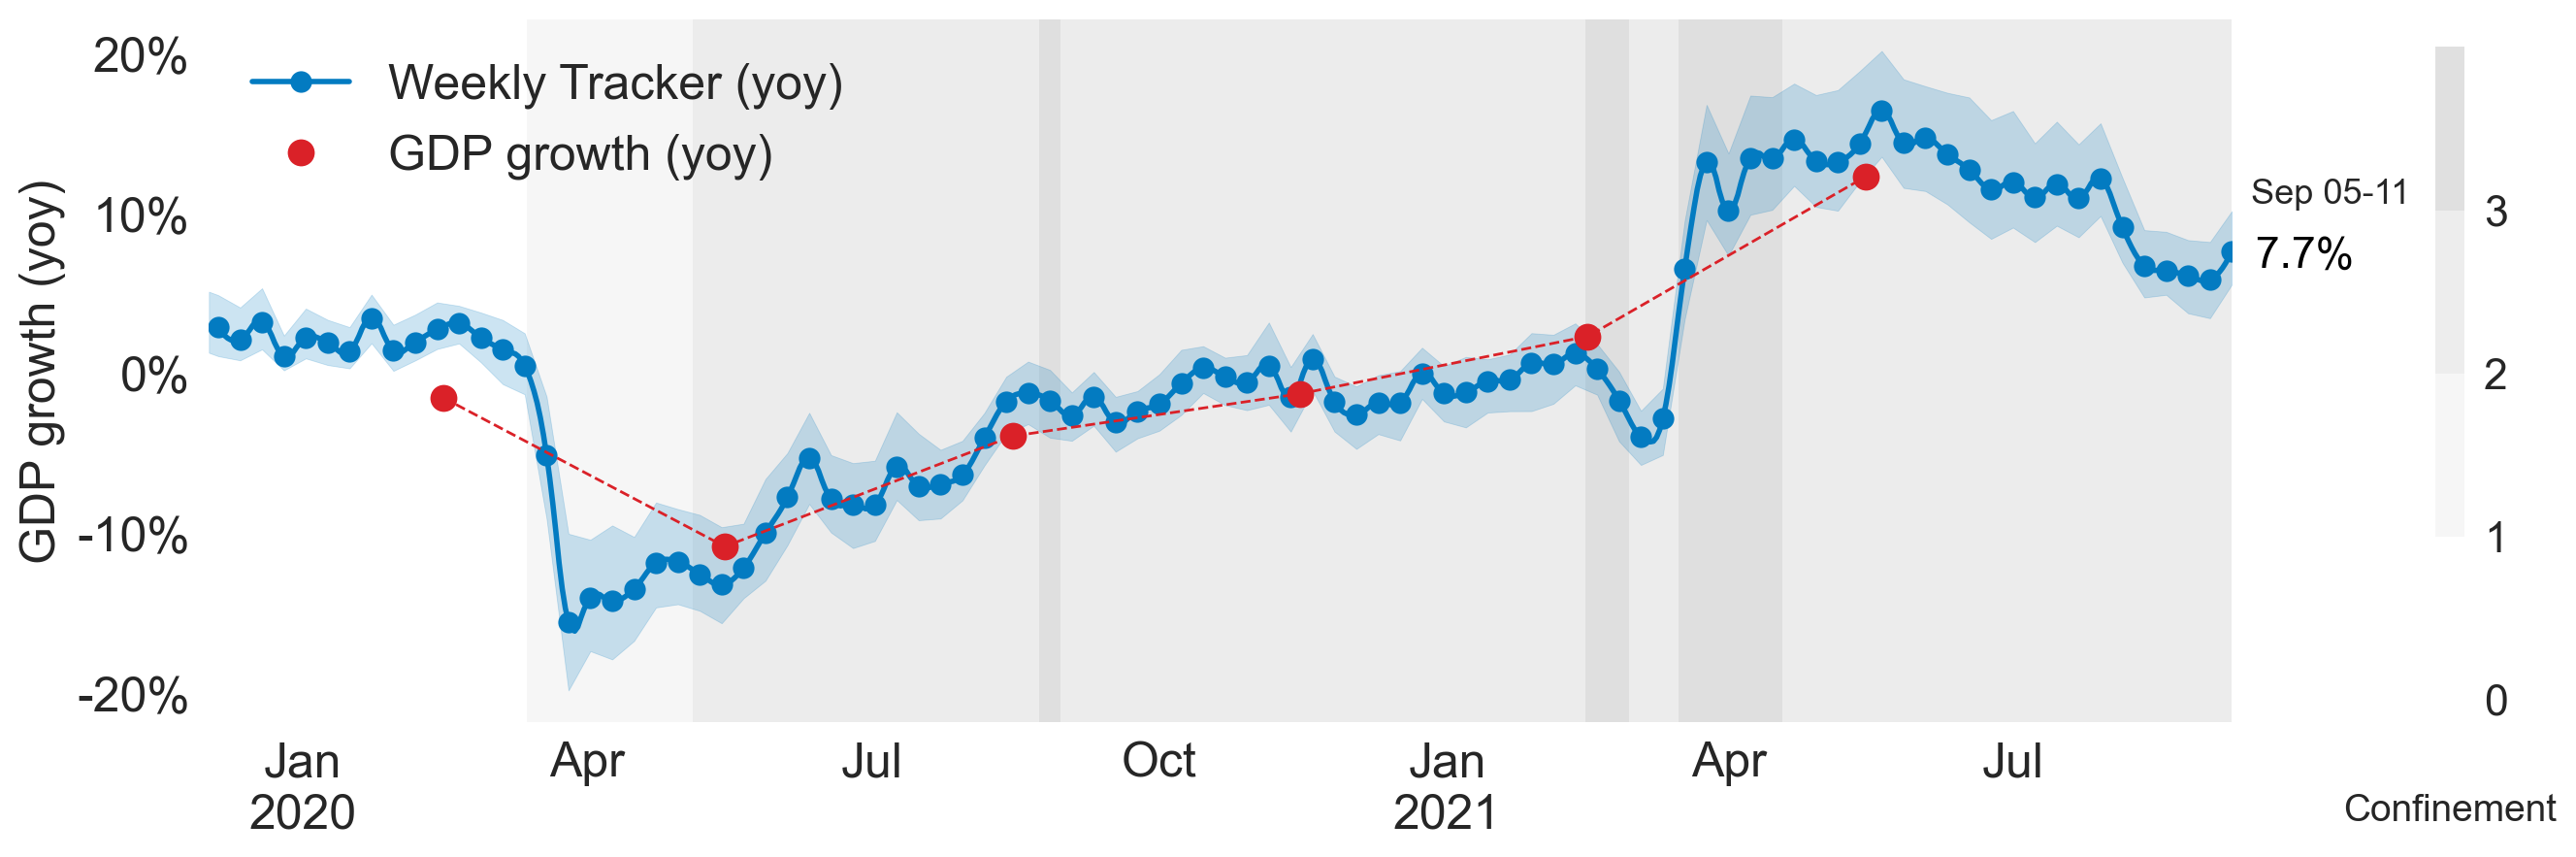 20%
10%
0%
-10%
-20%
GDP growth (yoy)
Weekly Tracker (yoy)
GDP growth (yoy)
Jan
2020
Apr
Jul
Oct
Jan
2021
Apr
Jul
Sep 05-11
7.7%
3
2
1
0
Confinement